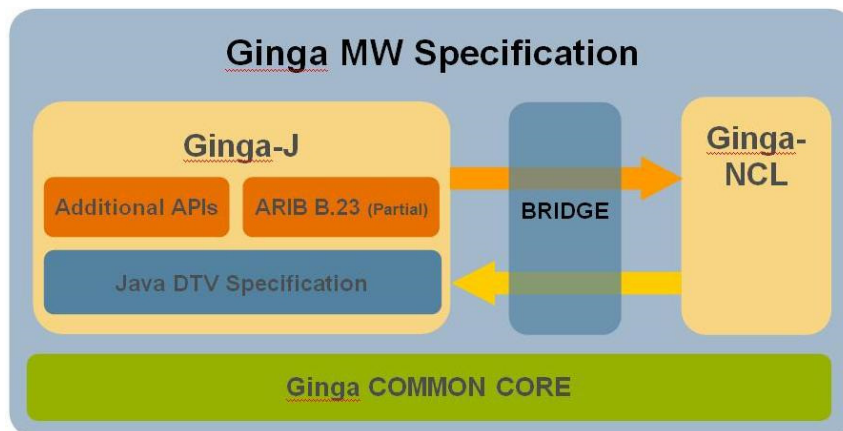 Ginga MW Specification
Ginga-J
Additional APIs
ARIB B.23 (Partial)
Java DTV Specification
BRIDGE
Ginga-
NCL
Ginga COMMON CORE